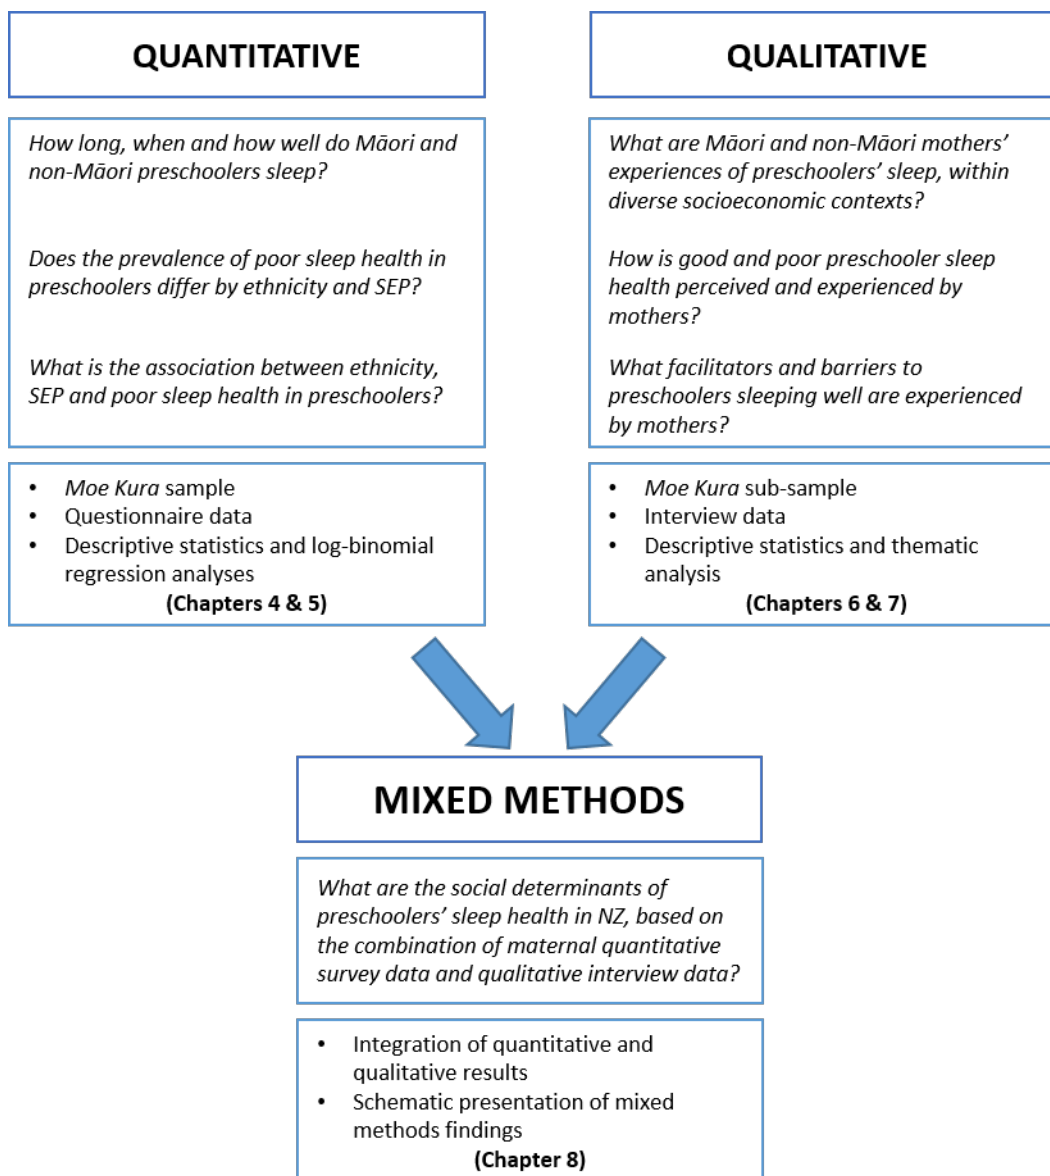 QUANTITATIVE
How long, when and how well do Māori and
non-Māori preschoolers sleep?
Does the prevalence of poor sleep health in
preschoolers differ by ethnicity and SEP?
What is the association between ethnicity,
SEP and poor sleep health in preschoolers?
• Moe Kura sample
• Questionnaire data
• Descriptive statistics and log-binomial
regression analyses
(Chapters 4 & 5)
QUALITATIVE
What are Māori and non-Māori mothers'
experiences of preschoolers' sleep, within
diverse socioeconomic contexts?
How is good and poor preschooler sleep
health perceived and experienced by
mothers?
What facilitators and barriers to
preschoolers sleeping well are experienced
by mothers?
• Moe Kura sub-sample
• Interview data
• Descriptive statistics and thematic
analysis
(Chapters 6 & 7)
MIXED METHODS
What are the social determinants of
preschoolers' sleep health in NZ, based on
the combination of maternal quantitative
survey data and qualitative interview data?
• Integration of quantitative and
qualitative results
• Schematic presentation of mixed
methods findings
(Chapter 8)